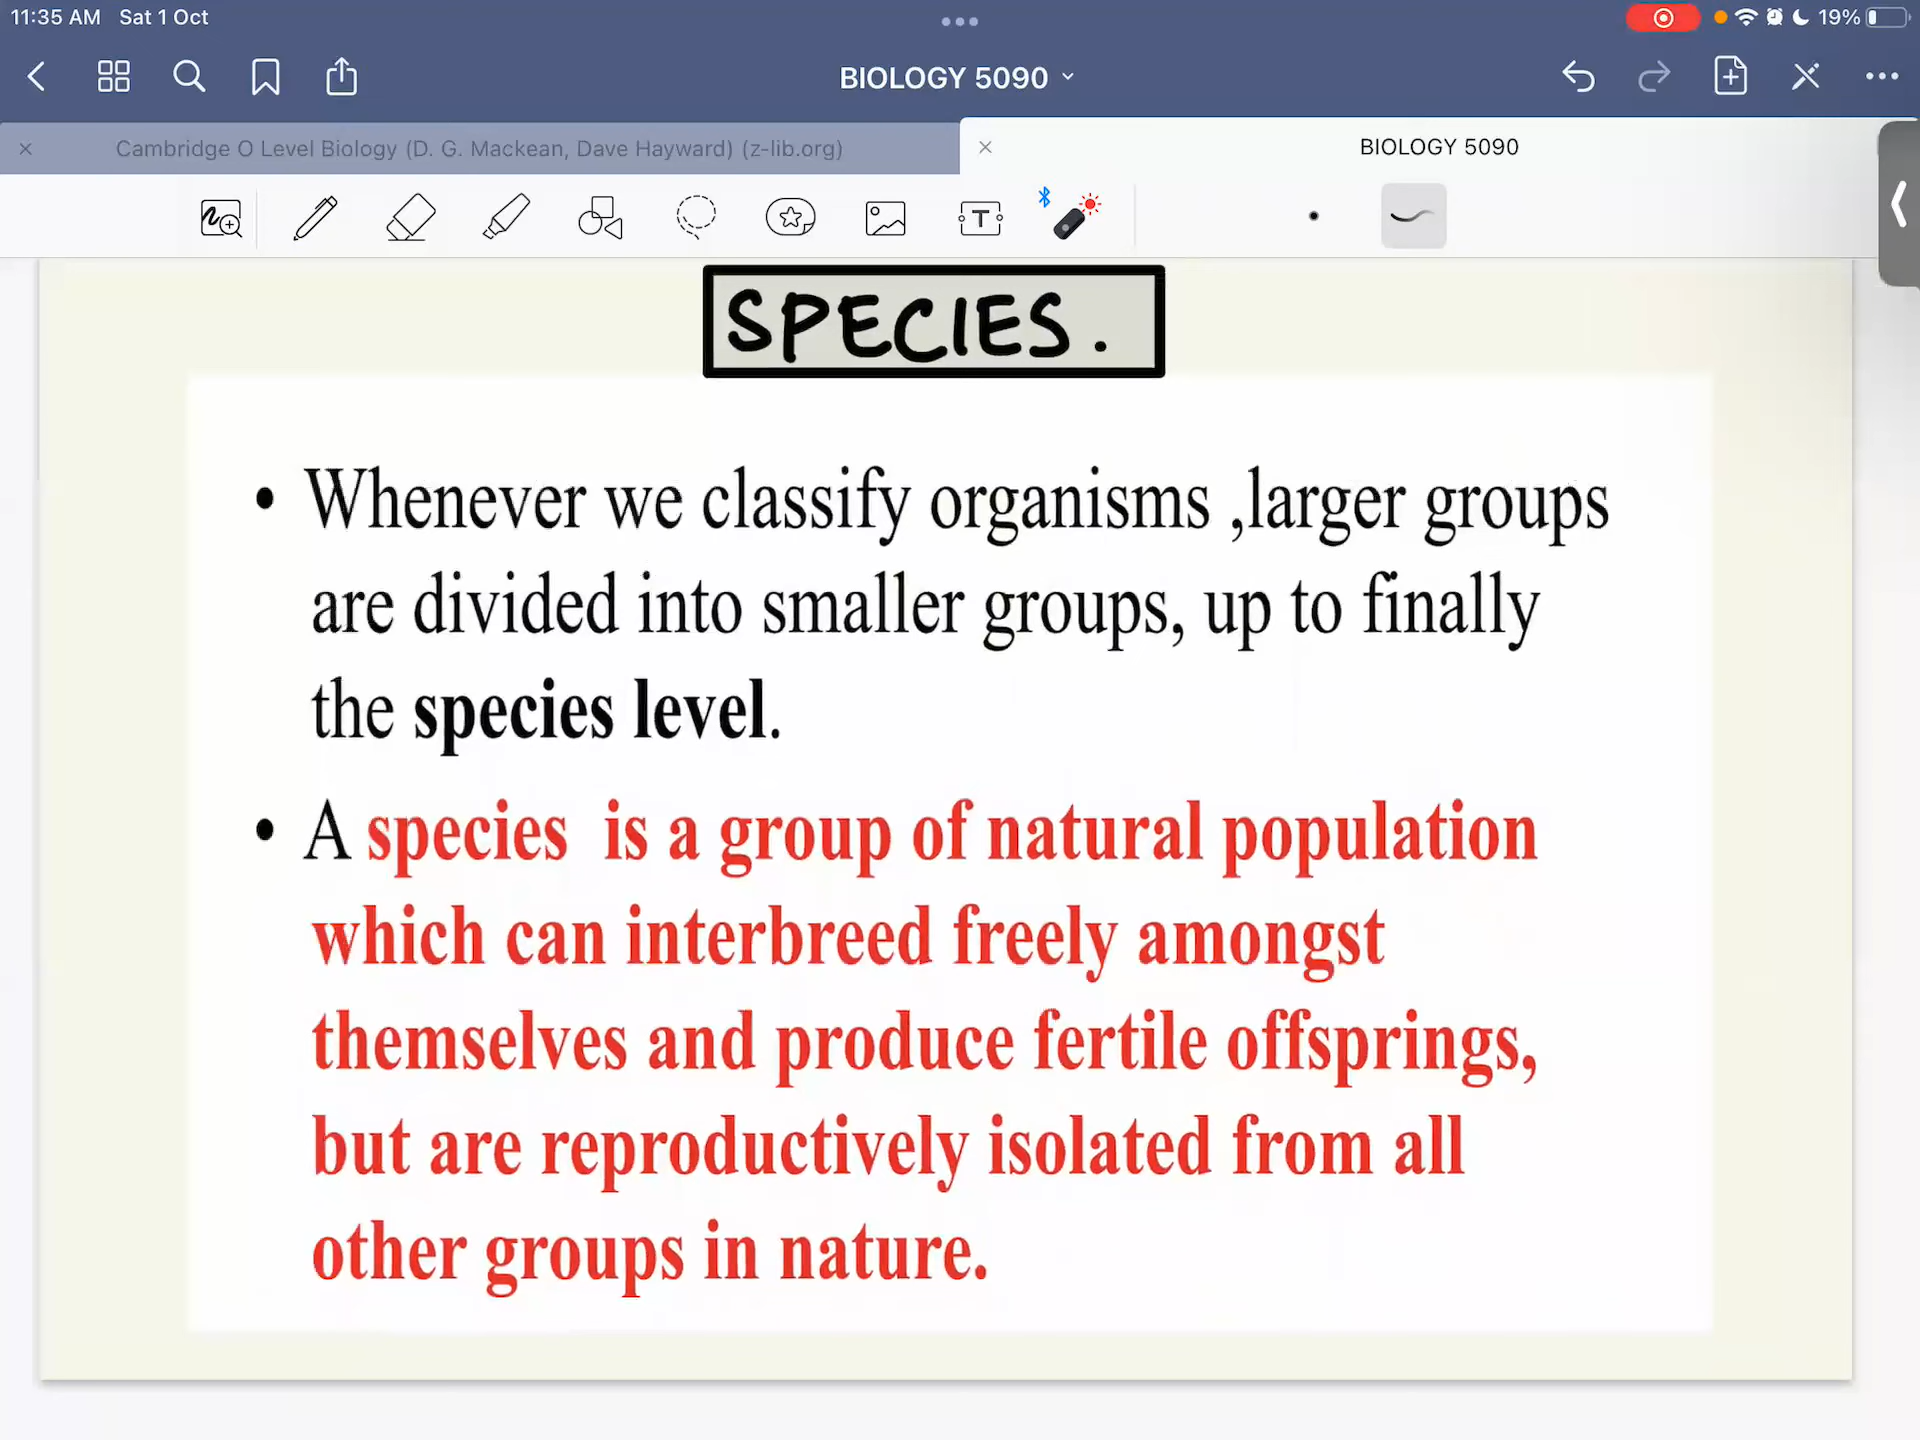 11:35 AM Sat 1 Oct
19%
BIOLOGY 5090
Cambridge O Level Biology (D. G. Mackean, Dave Hayward) (z-lib.org)
BIOLOGY 5090
T
SPECIES.
• Whenever we classify organisms ,larger groups
are divided into smaller groups, up to finally
the species level.
• A species is a group of natural population
which can interbreed freely amongst
themselves and produce fertile offsprings,
but are reproductively isolated from all
other groups in nature.